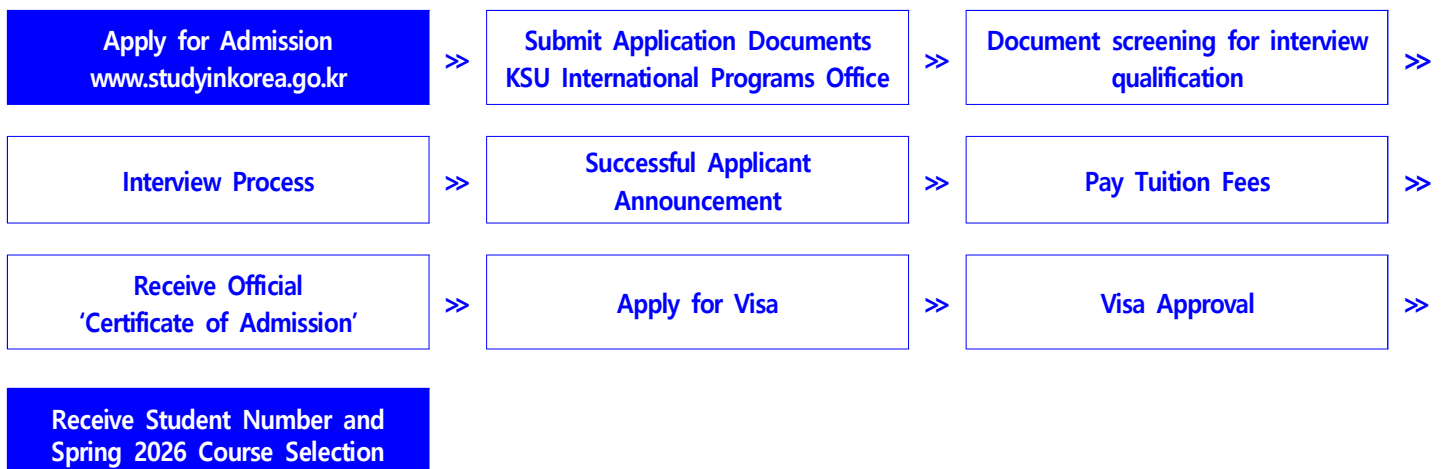 Apply for Admission
www.studyinkorea.go.kr
≫
Submit Application Documents
KSU International Programs Office
≫
Document screening for interview
qualification
≫
Interview Process
≫
Successful Applicant
Announcement
≫
Pay Tuition Fees
≫
Receive Official
‘Certificate of Admission’
≫
Apply for Visa
≫
Visa Approval
≫
Receive Student Number and
Spring 2026 Course Selection